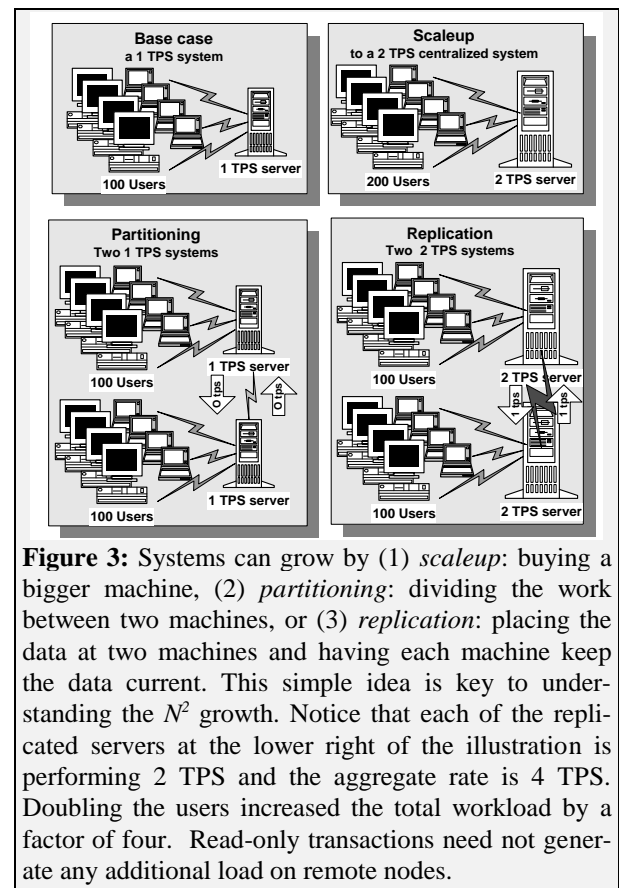 Base case
a 1 TPS system
100 Users
1 TPS server
Scaleup
to a 2 TPS centralized system
200 Users
2 TPS server
Partitioning
Two 1 TPS systems
1 TPS server
100 Users
O tps
O tps
1 TPS server
100 Users
Replication
Two 2 TPS systems
2 TPS server
100 Users
1 tps
1 tps
2 TPS server
100 Users
Figure 3: Systems can grow by (1) scaleup: buying a
bigger machine, (2) partitioning: dividing the work
between two machines, or (3) replication: placing the
data at two machines and having each machine keep
the data current. This simple idea is key to under-
standing the N² growth. Notice that each of the repli-
cated servers at the lower right of the illustration is
performing 2 TPS and the aggregate rate is 4 TPS.
Doubling the users increased the total workload by a
factor of four. Read-only transactions need not gener-
ate any additional load on remote nodes.